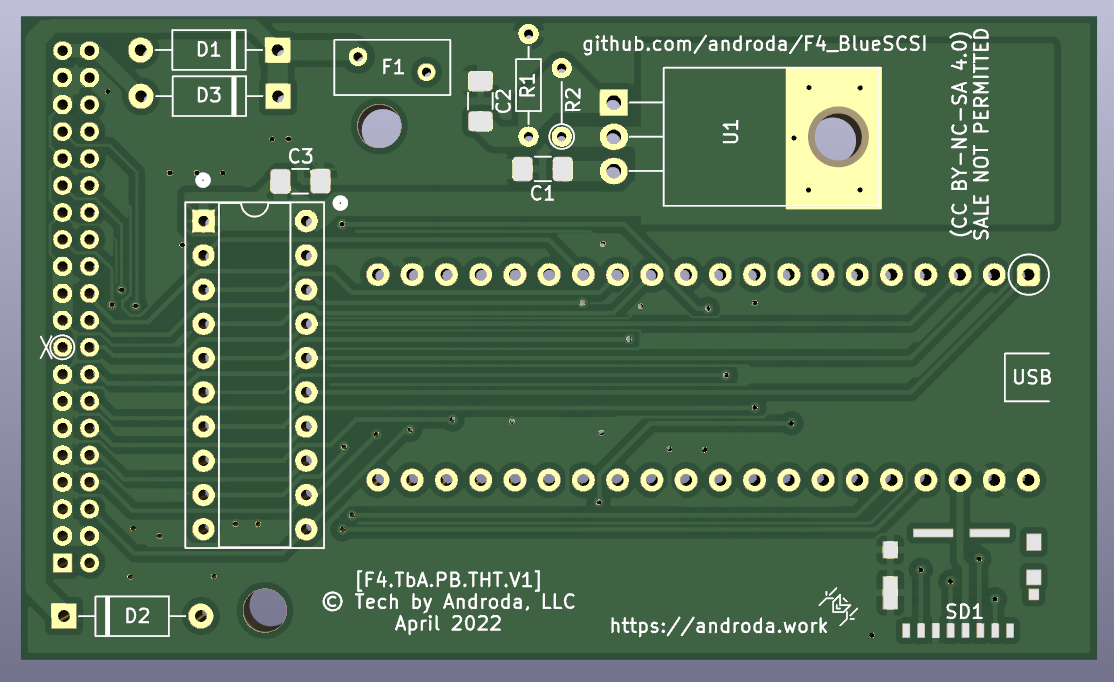 D1
D3
F1
C2
R1
R2
github.com/androda/F4_BlueSCSI
(CC BY-NC-SA 4.0)
SALE NOT PERMITTED
U1
C3
C1
X
USB
[F4.TbA.PB.THT.V1]
© Tech by Androda, LLC
April 2022
D2
https://androda.work
SD1